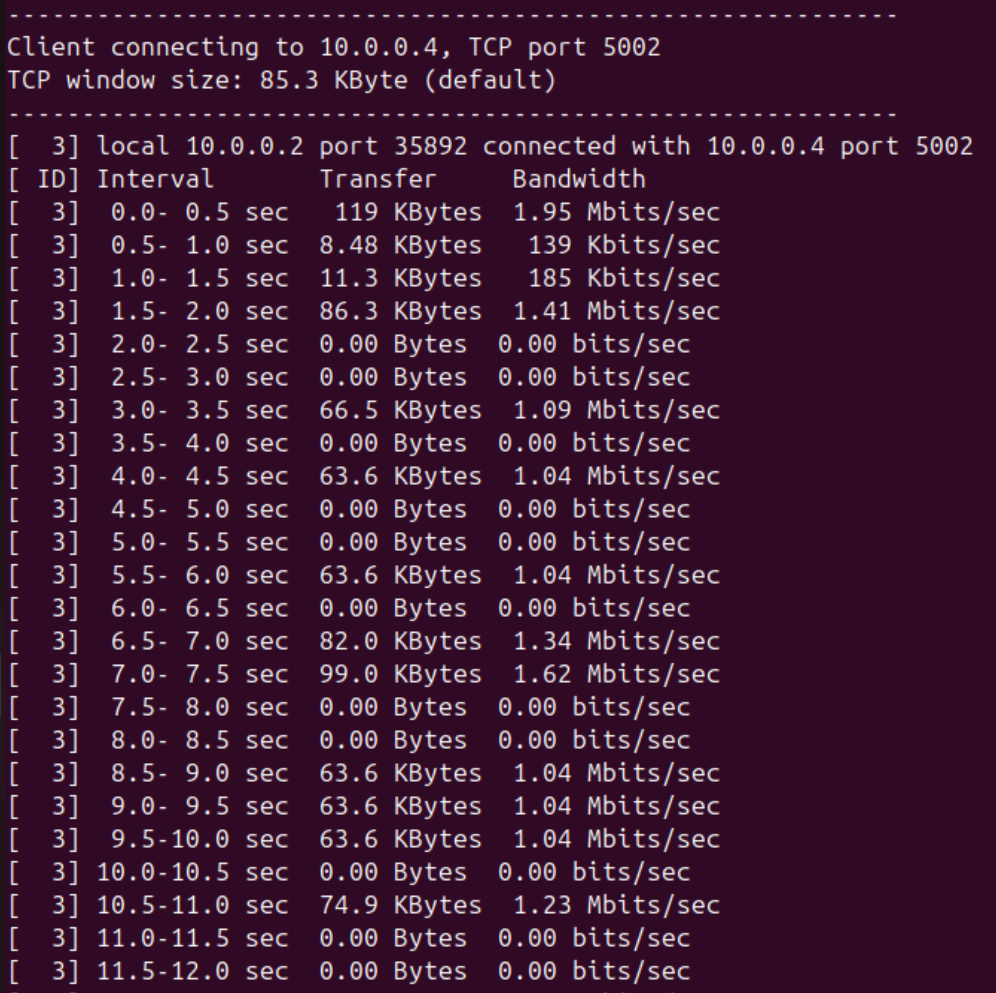 ------------------------------------------------------------
Client connecting to 10.0.0.4, TCP port 5002
TCP window size: 85.3 KByte (default)
------------------------------------------------------------
[  3] local 10.0.0.2 port 35892 connected with 10.0.0.4 port 5002
[ ID] Interval       Transfer     Bandwidth
[  3]  0.0- 0.5 sec   119 KBytes  1.95 Mbits/sec
[  3]  0.5- 1.0 sec  8.48 KBytes   139 Kbits/sec
[  3]  1.0- 1.5 sec  11.3 KBytes   185 Kbits/sec
[  3]  1.5- 2.0 sec  86.3 KBytes  1.41 Mbits/sec
[  3]  2.0- 2.5 sec  0.00 Bytes  0.00 bits/sec
[  3]  2.5- 3.0 sec  0.00 Bytes  0.00 bits/sec
[  3]  3.0- 3.5 sec  66.5 KBytes  1.09 Mbits/sec
[  3]  3.5- 4.0 sec  0.00 Bytes  0.00 bits/sec
[  3]  4.0- 4.5 sec  63.6 KBytes  1.04 Mbits/sec
[  3]  4.5- 5.0 sec  0.00 Bytes  0.00 bits/sec
[  3]  5.0- 5.5 sec  0.00 Bytes  0.00 bits/sec
[  3]  5.5- 6.0 sec  63.6 KBytes  1.04 Mbits/sec
[  3]  6.0- 6.5 sec  0.00 Bytes  0.00 bits/sec
[  3]  6.5- 7.0 sec  82.0 KBytes  1.34 Mbits/sec
[  3]  7.0- 7.5 sec  99.0 KBytes  1.62 Mbits/sec
[  3]  7.5- 8.0 sec  0.00 Bytes  0.00 bits/sec
[  3]  8.0- 8.5 sec  0.00 Bytes  0.00 bits/sec
[  3]  8.5- 9.0 sec  63.6 KBytes  1.04 Mbits/sec
[  3]  9.0- 9.5 sec  63.6 KBytes  1.04 Mbits/sec
[  3]  9.5-10.0 sec  63.6 KBytes  1.04 Mbits/sec
[  3] 10.0-10.5 sec  0.00 Bytes  0.00 bits/sec
[  3] 10.5-11.0 sec  74.9 KBytes  1.23 Mbits/sec
[  3] 11.0-11.5 sec  0.00 Bytes  0.00 bits/sec
[  3] 11.5-12.0 sec  0.00 Bytes  0.00 bits/sec